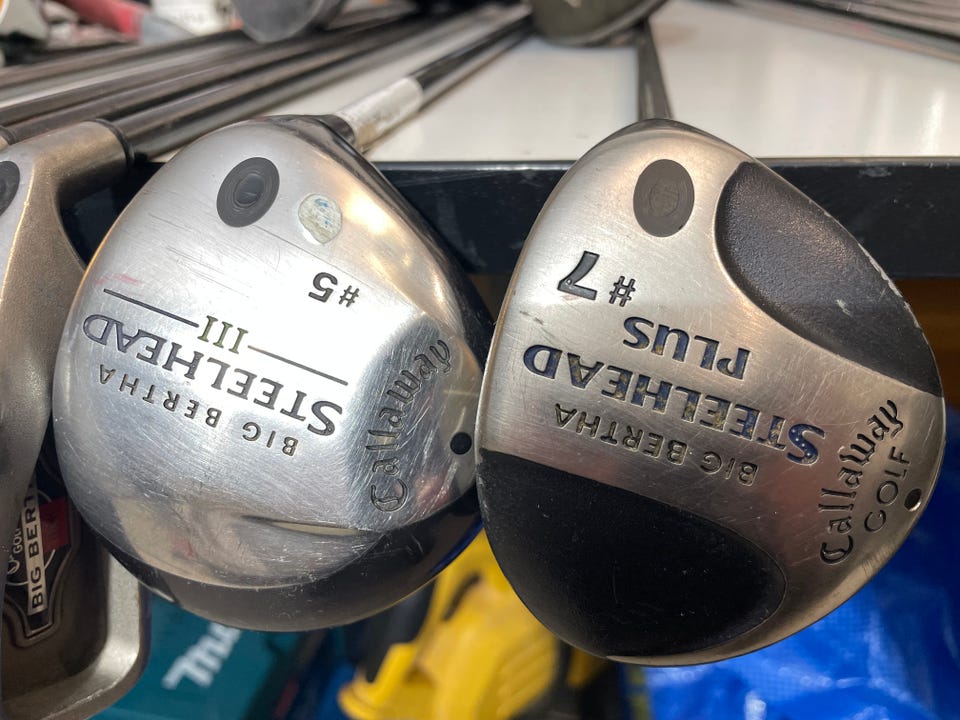 #5
III
STEELHEAD
BIG BERTHA
Callaway
#7
PLUS
STEELHEAD
BIG BERTHA
Callaway
GOLF
BIG BERT